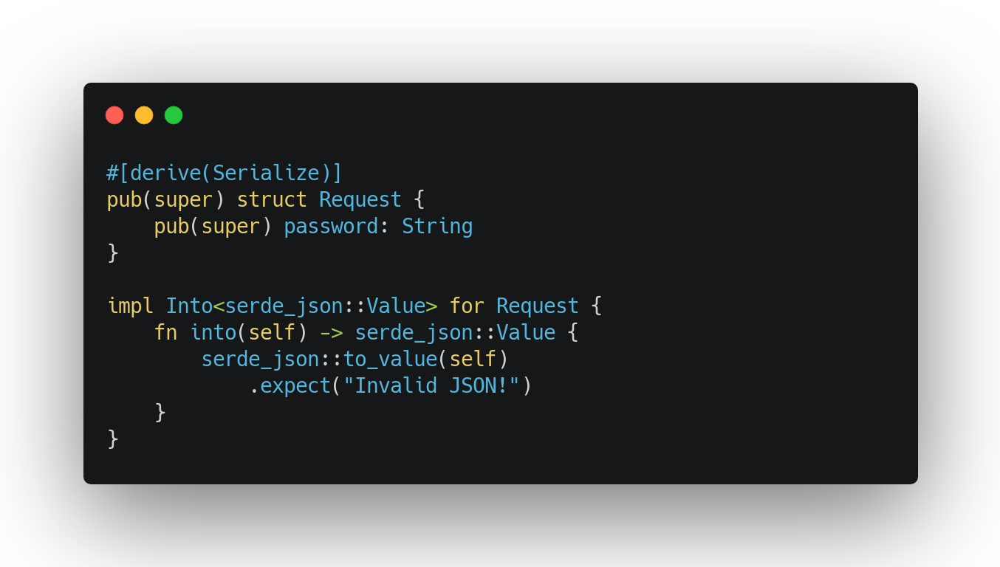 #[derive(Serialize)]
pub(super) struct Request {
    pub(super) password: String
}

impl Into<serde_json::Value> for Request {
    fn into(self) -> serde_json::Value {
        serde_json::to_value(self)
            .expect("Invalid JSON!")
    }
}